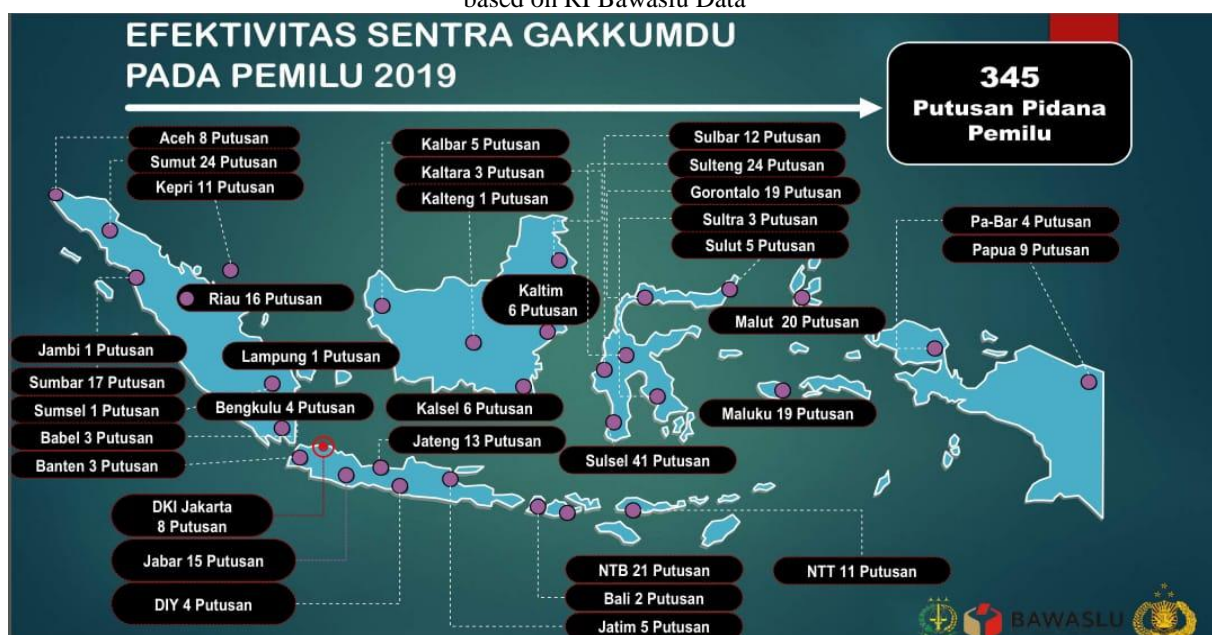 based on RI Bawaslu Data
EFEKTIVITAS SENTRA GAKKUMDU
PADA PEMILU 2019
345
Putusan Pidana
Pemilu
Aceh 8 Putusan
Sumut 24 Putusan
Kepri 11 Putusan
Kalbar 5 Putusan
Kaltara 3 Putusan
Kalteng 1 Putusan
Sulbar 12 Putusan
Sulteng 24 Putusan
Gorontalo 19 Putusan
Sultra 3 Putusan
Sulut 5 Putusan
Pa-Bar 4 Putusan
Papua 9 Putusan
Riau 16 Putusan
Kaltim
6 Putusan
Malut 20 Putusan
Jambi 1 Putusan
Sumbar 17 Putusan
Sumsel 1 Putusan
Babel 3 Putusan
Banten 3 Putusan
Lampung 1 Putusan
Bengkulu 4 Putusan
Kalsel 6 Putusan
Jateng 13 Putusan
Maluku 19 Putusan
Sulsel 41 Putusan
DKI Jakarta
8 Putusan
Jabar 15 Putusan
DIY 4 Putusan
NTB 21 Putusan
Bali 2 Putusan
Jatim 5 Putusan
NTT 11 Putusan
BAWASLU